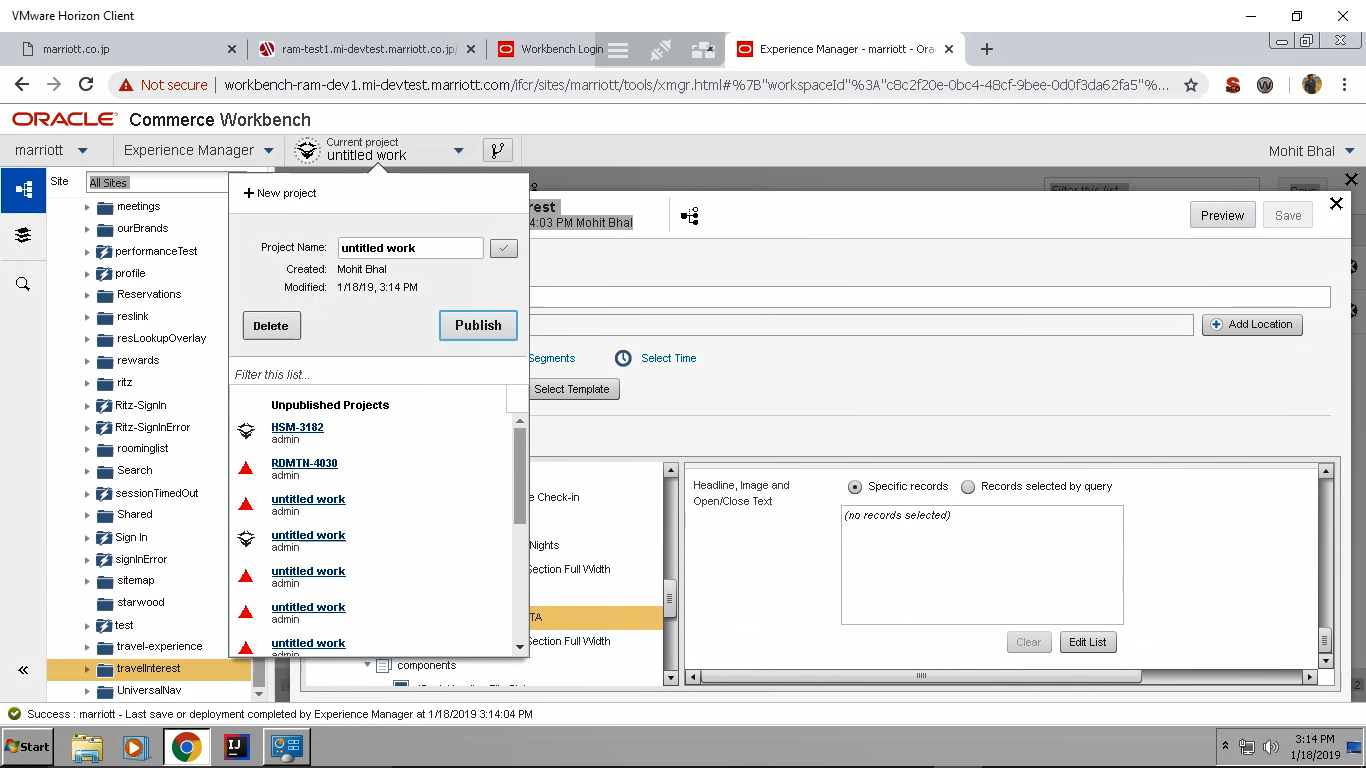 VMware Horizon Client
marriott.co.jp
ram-test1.mi-devtest.marriott.co.jp/
Workbench Login
Experience Manager - marriott - Ora
Not secure
workbench-ram-dev1.mi-devtest.marriott.com/ifcr/sites/marriott/tools/xmgr.html#%7B"workspaceId"%3A"c8c2f20e-0bc4-48cf-9bee-0d0f3da62fa5"%...
ORACLE Commerce Workbench
marriott
Experience Manager
Current project
untitled work
Mohit Bhal
Site
All Sites
meetings
ourBrands
performanceTest
profile
Reservations
reslink
resLookupOverlay
rewards
ritz
Ritz-SignIn
Ritz-SignInError
roominglist
Search
sessionTimedOut
Shared
Sign In
signInError
sitemap
starwood
test
travel-experience
travelInterest
UniversalNav
+ New project
Project Name: untitled work
Created: Mohit Bhal
Modified: 1/18/19, 3:14 PM
Delete
Publish
Filter this list...
Unpublished Projects
HSM-3182
admin
RDMTN-4030
admin
untitled work
admin
untitled work
admin
untitled work
admin
untitled work
admin
untitled work
Filter this list...
Save
rest
4:03 PM Mohit Bhal
Preview
Save
Add Location
Segments
Select Time
Select Template
e Check-in
Nights
Section Full Width
TA
Section Full Width
components
Headline, Image and
Open/Close Text
Specific records
Records selected by query
(no records selected)
Clear
Edit List
2
Success : marriott - Last save or deployment completed by Experience Manager at 1/18/2019 3:14:04 PM
Start
3:14 PM
1/18/2019